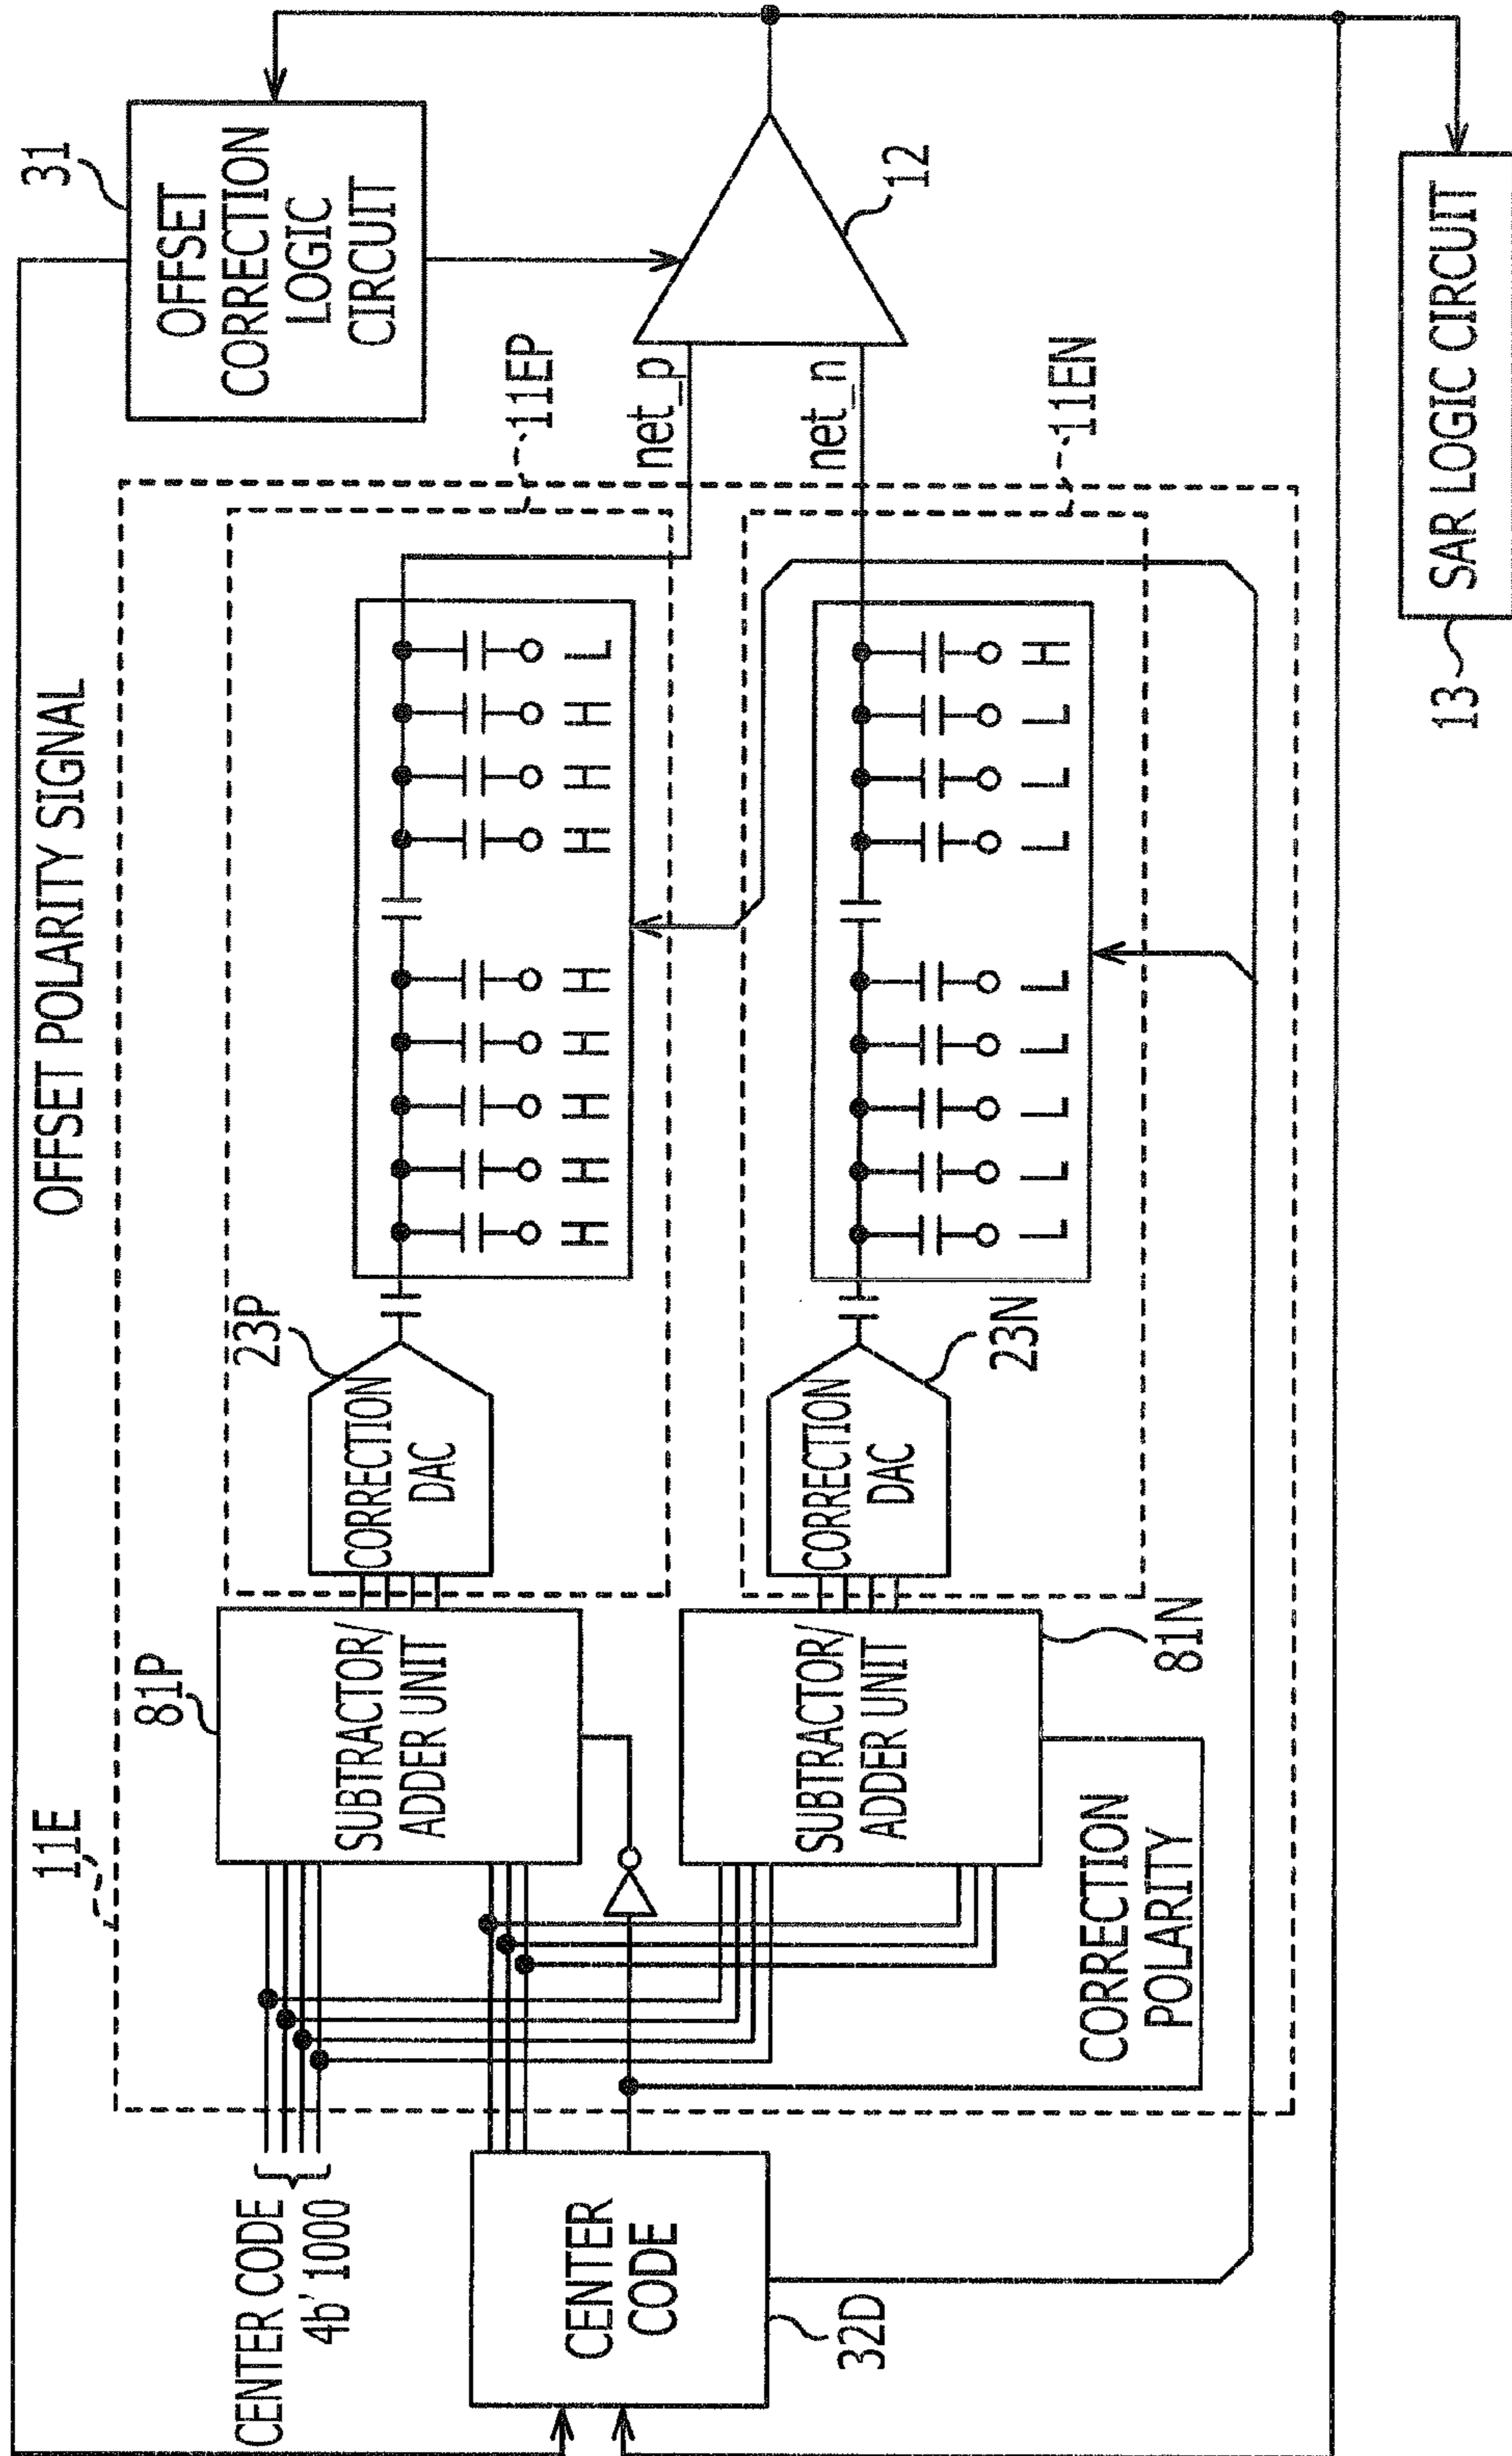 OFFSET POLARITY SIGNAL
31
OFFSET
CORRECTION
LOGIC
CIRCUIT
11E
11EP
net_p
12
81P
SUBTRACTOR/
ADDER UNIT
23P
CORRECTION
DAC
H H H H H H H H L
CENTER CODE
4b'1000
CENTER
CODE
32D
net_n
11EN
SUBTRACTOR/
ADDER UNIT
81N
CORRECTION
DAC
23N
L L L L L L L L H
CORRECTION
POLARITY
13
SAR LOGIC CIRCUIT